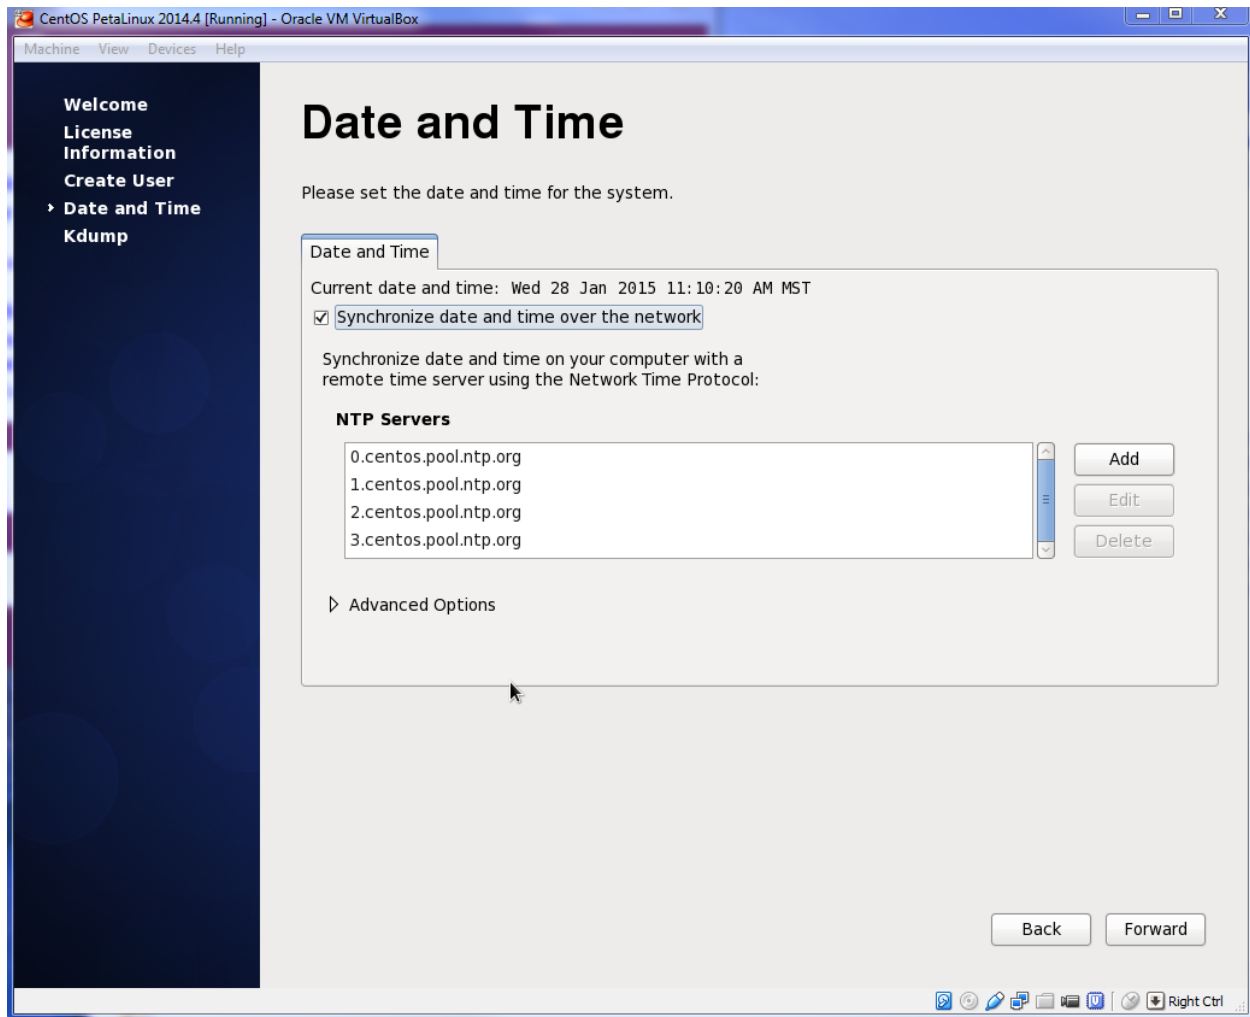 CentOS PetaLinux 2014.4 [Running] - Oracle VM VirtualBox
Machine View Devices Help
Welcome
License
Information
Create User
Date and Time
Kdump
Date and Time
Please set the date and time for the system.
Date and Time
Current date and time: Wed 28 Jan 2015 11:10:20 AM MST
Synchronize date and time over the network
Synchronize date and time on your computer with a
remote time server using the Network Time Protocol:
NTP Servers
0.centos.pool.ntp.org
1.centos.pool.ntp.org
2.centos.pool.ntp.org
3.centos.pool.ntp.org
Add
Edit
Delete
Advanced Options
Back
Forward
Right Ctrl